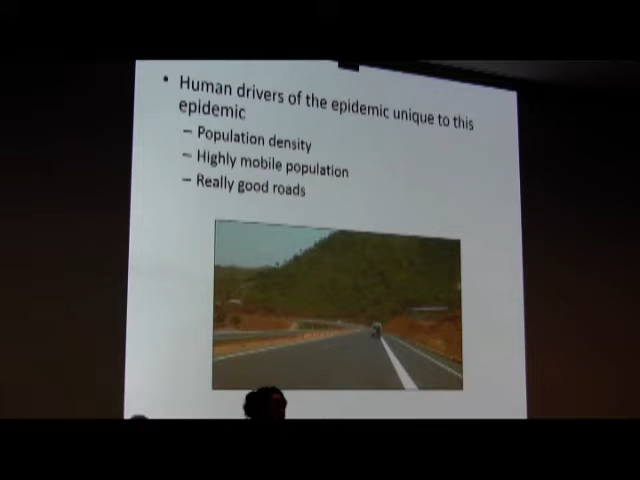 • Human drivers of the epidemic unique to this
epidemic
– Population density
– Highly mobile population
– Really good roads